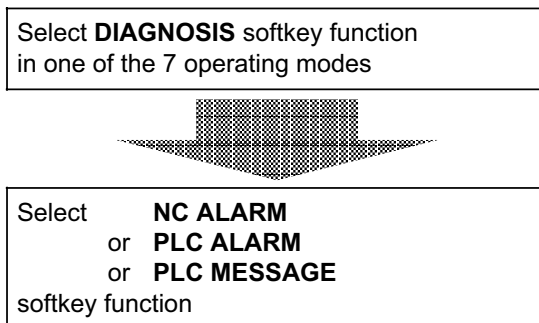 Select DIAGNOSIS softkey function
in one of the 7 operating modes
Select NC ALARM
or PLC ALARM
or PLC MESSAGE
softkey function